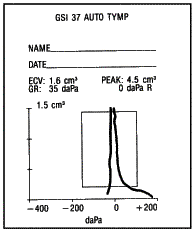 GSI 37 AUTO TYMP
NAME
DATE
ECV: 1.6 cm³ PEAK: 4.5 cm³
GR: 35 daPa 0 daPa R
1.5 cm³
-400 -200 0 +200
daPa